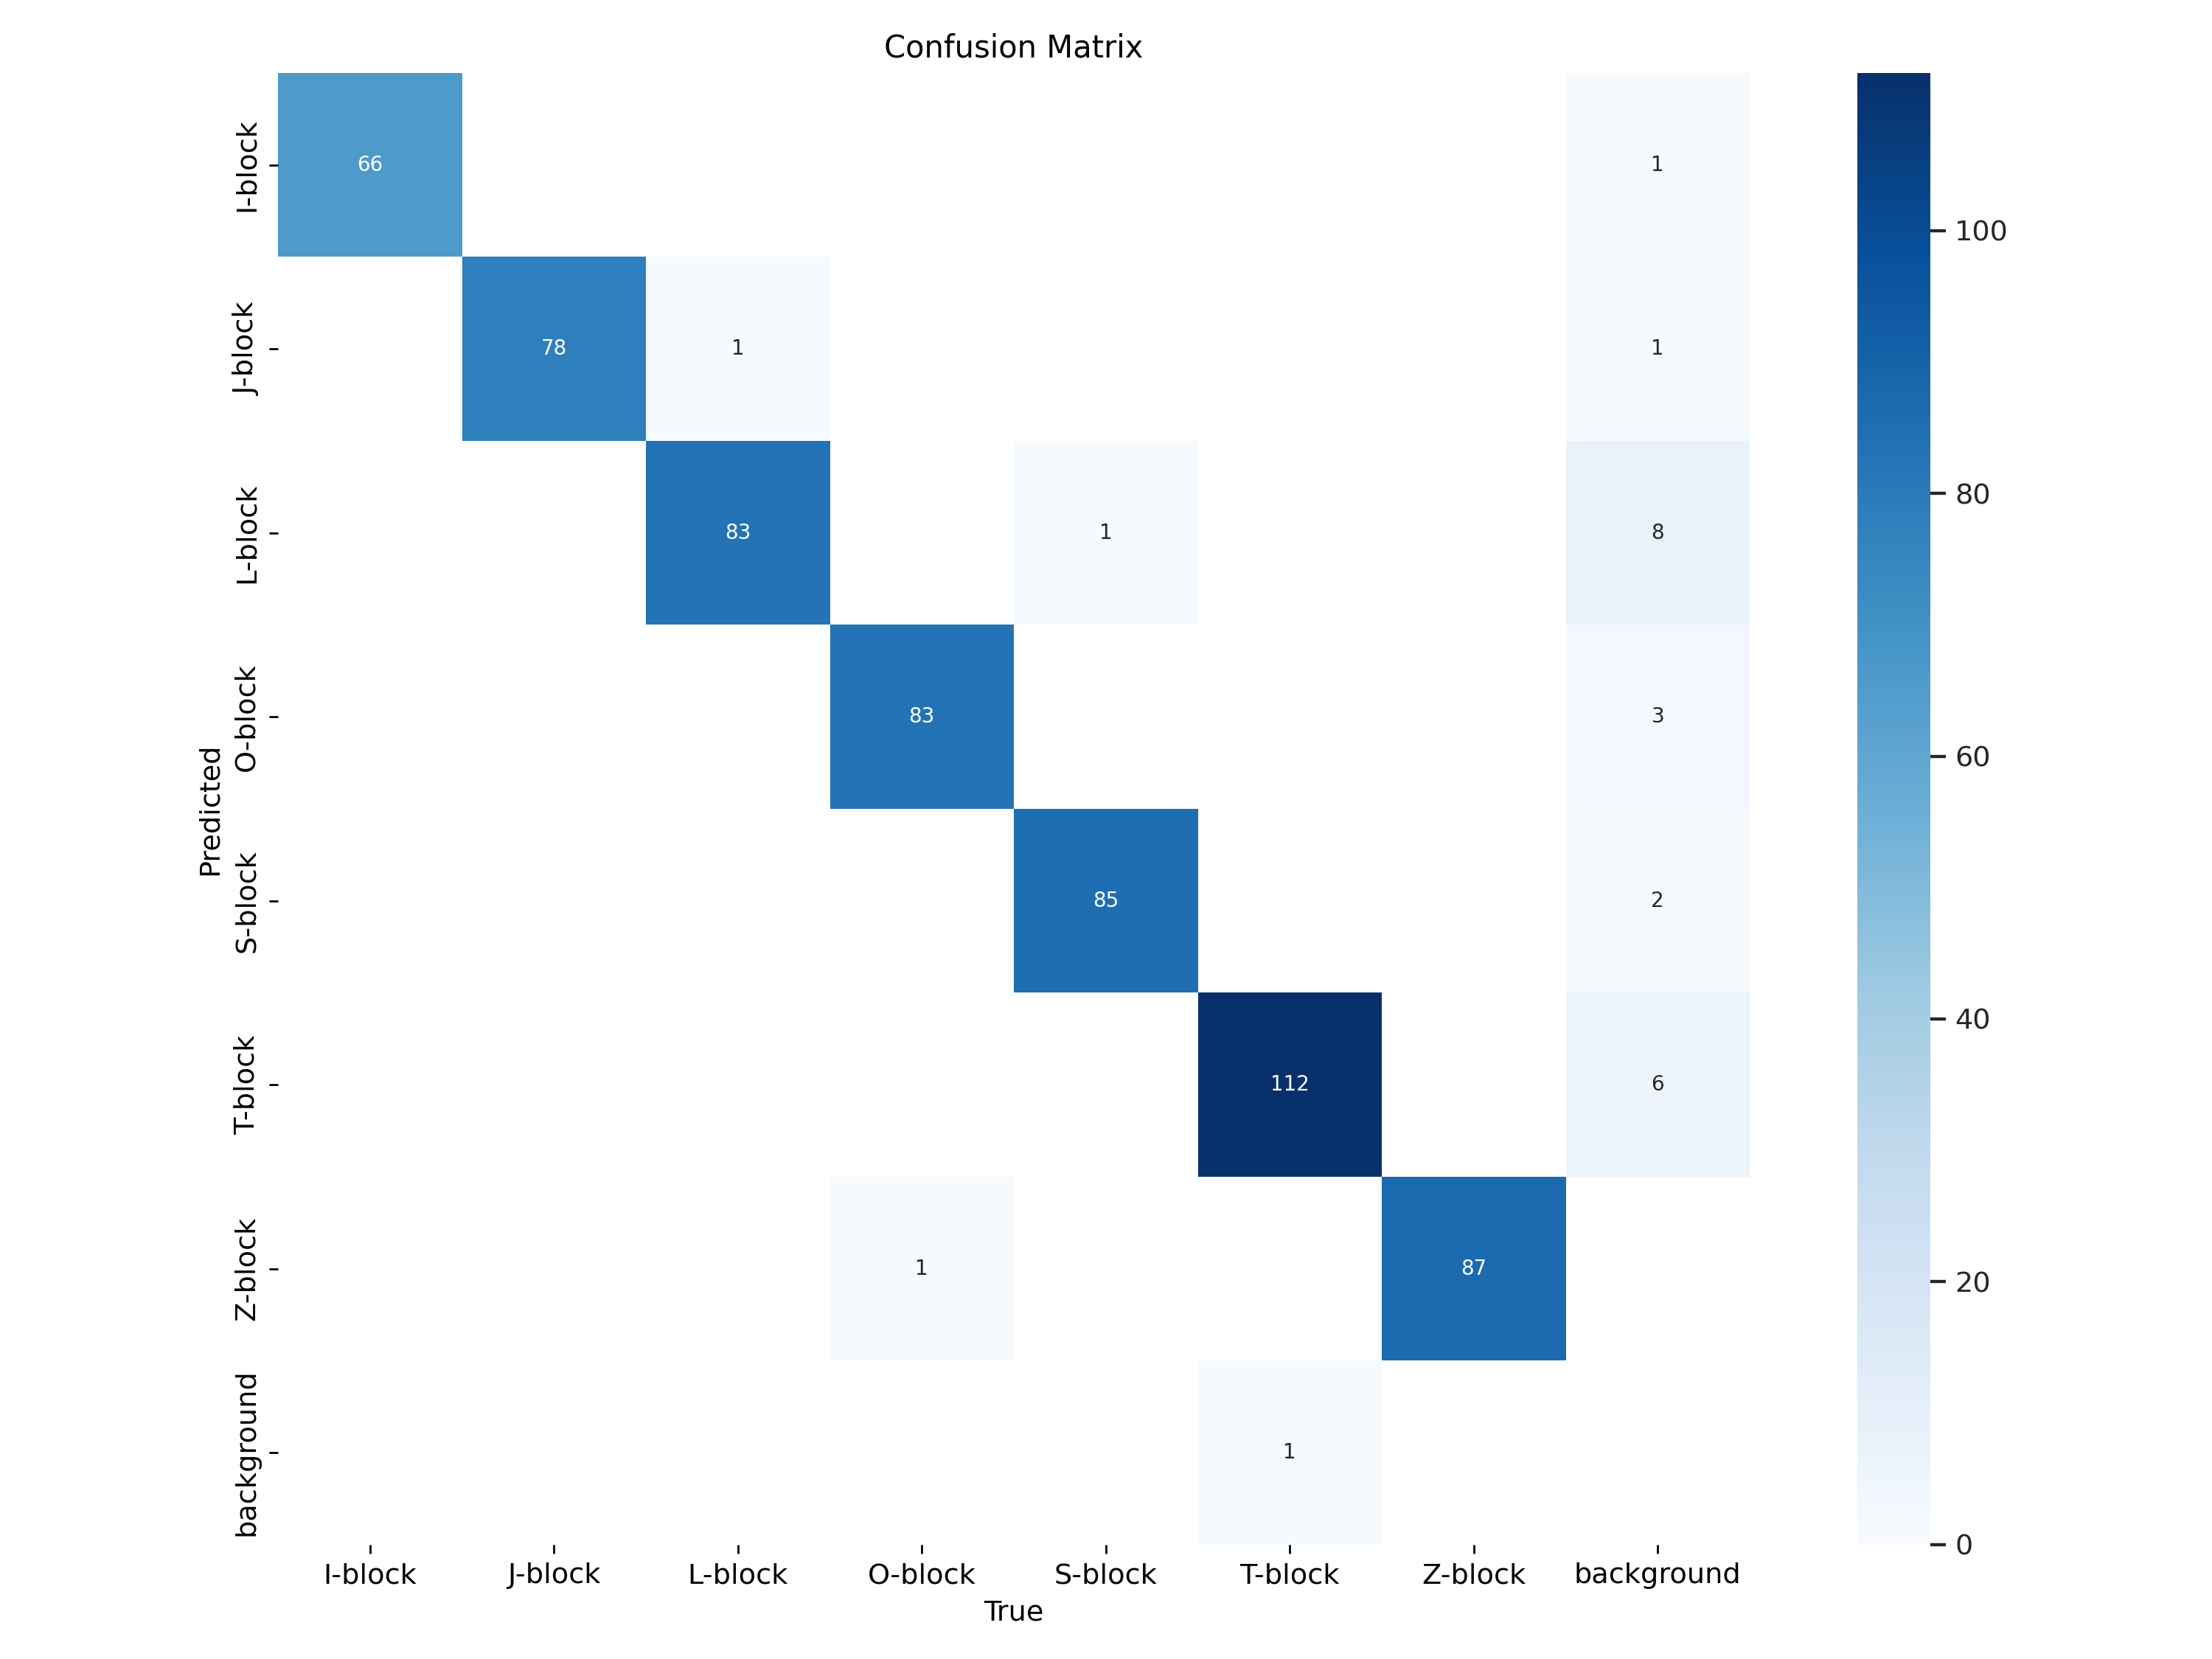 Confusion Matrix
I-block
66
1
J-block
78
1
1
L-block
83
1
8
O-block
83
3
S-block
85
2
T-block
112
6
Z-block
1
87
background
1
Predicted
I-block J-block L-block O-block S-block T-block Z-block background
True
100
80
60
40
20
0